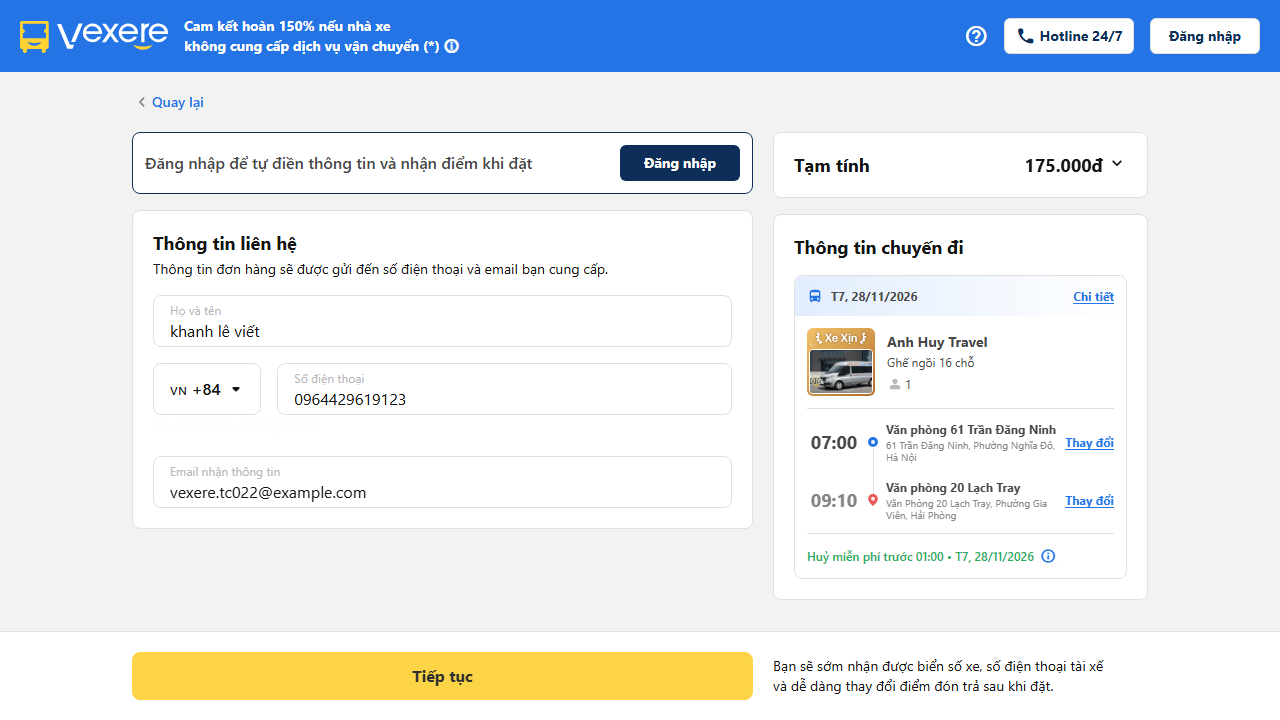 vexere
Cam kết hoàn 150% nếu nhà xe
không cung cấp dịch vụ vận chuyển (*)
Hotline 24/7
Đăng nhập
Quay lại
Đăng nhập để tự điền thông tin và nhận điểm khi đặt
Đăng nhập
Thông tin liên hệ
Thông tin đơn hàng sẽ được gửi đến số điện thoại và email bạn cung cấp.
Họ và tên
khanh lê viết
VN +84
Số điện thoại
0964429619123
Email nhận thông tin
vexere.tc022@example.com
Tạm tính
175.000đ
Thông tin chuyến đi
T7, 28/11/2026
Chi tiết
Xe Xịn
Anh Huy Travel
Ghế ngồi 16 chỗ
1
07:00
Văn phòng 61 Trần Đăng Ninh
61 Trần Đăng Ninh, Phường Nghĩa Đô,
Hà Nội
Thay đổi
09:10
Văn phòng 20 Lạch Tray
Văn Phòng 20 Lạch Tray, Phường Gia
Viên, Hải Phòng
Thay đổi
Huỷ miễn phí trước 01:00 • T7, 28/11/2026
Tiếp tục
Bạn sẽ sớm nhận được biển số xe, số điện thoại tài xế
và dễ dàng thay đổi điểm đón trả sau khi đặt.